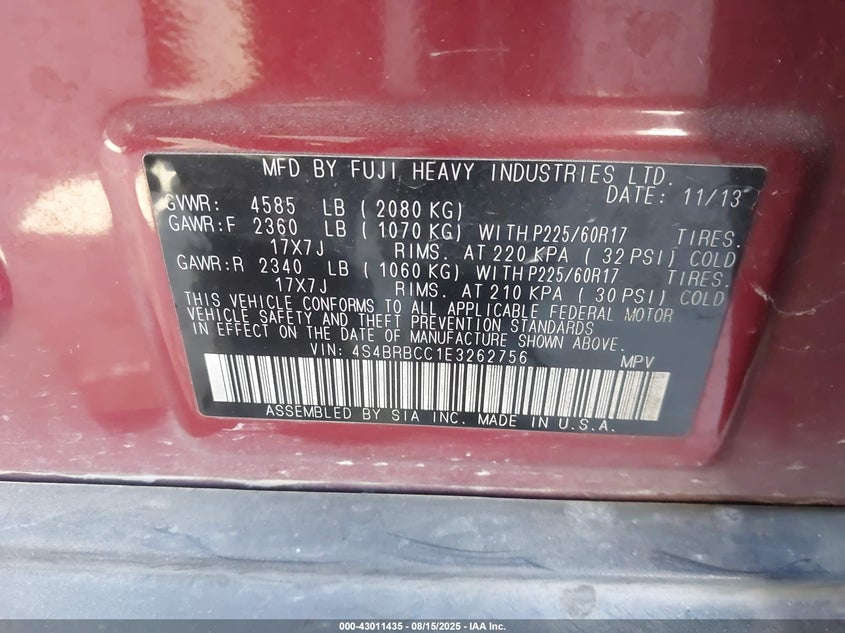 MFD BY FUJI HEAVY INDUSTRIES LTD.
DATE: 11/13
GVWR: 4585 LB ( 2080 KG)
GAWR:F 2360 LB ( 1070 KG) WITH P225/60R17 TIRES.
17X7J RIMS. AT 220 KPA ( 32 PSI) COLD
GAWR:R 2340 LB ( 1060 KG) WITH P225/60R17 TIRES.
17X7J RIMS. AT 210 KPA ( 30 PSI) COLD
THIS VEHICLE CONFORMS TO ALL APPLICABLE FEDERAL MOTOR
VEHICLE SAFETY AND THEFT PREVENTION STANDARDS
IN EFFECT ON THE DATE OF MANUFACTURE SHOWN ABOVE.
VIN: 4S4BRBCC1E3262756 MPV
ASSEMBLED BY SIA INC. MADE IN U.S.A.
000-43011435 - 08/15/2025 - IAA Inc.